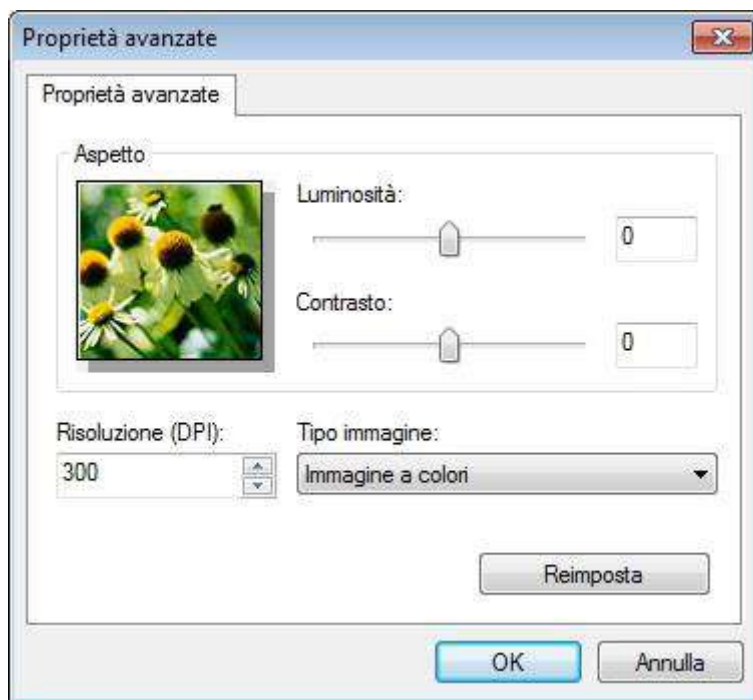 Proprietà avanzate
Proprietà avanzate
Aspetto
Luminosità:
0
Contrasto:
0
Risoluzione (DPI):
300
Tipo immagine:
Immagine a colori
Reimposta
OK
Annulla